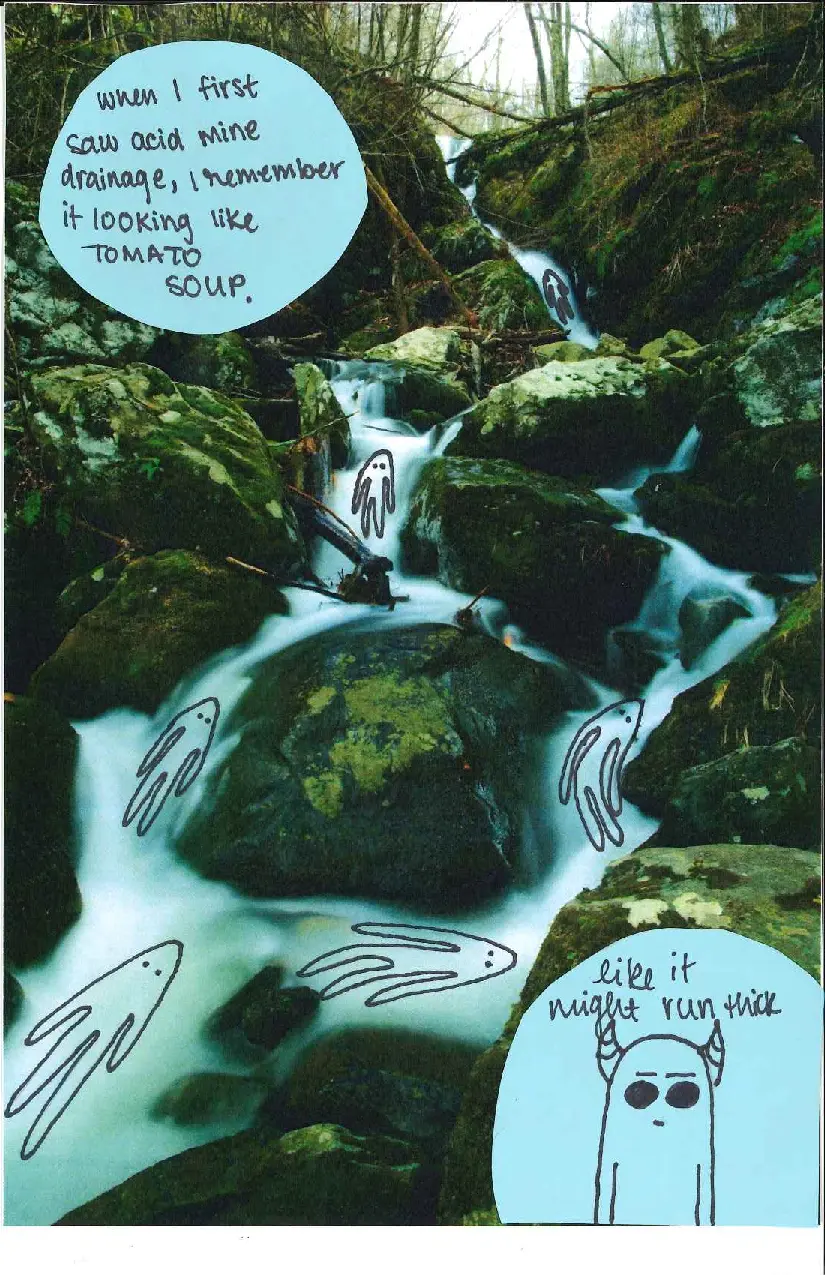 when I first
saw acid mine
drainage, I remember
it looking like
TOMATO
SOUP.
like it
might run thick